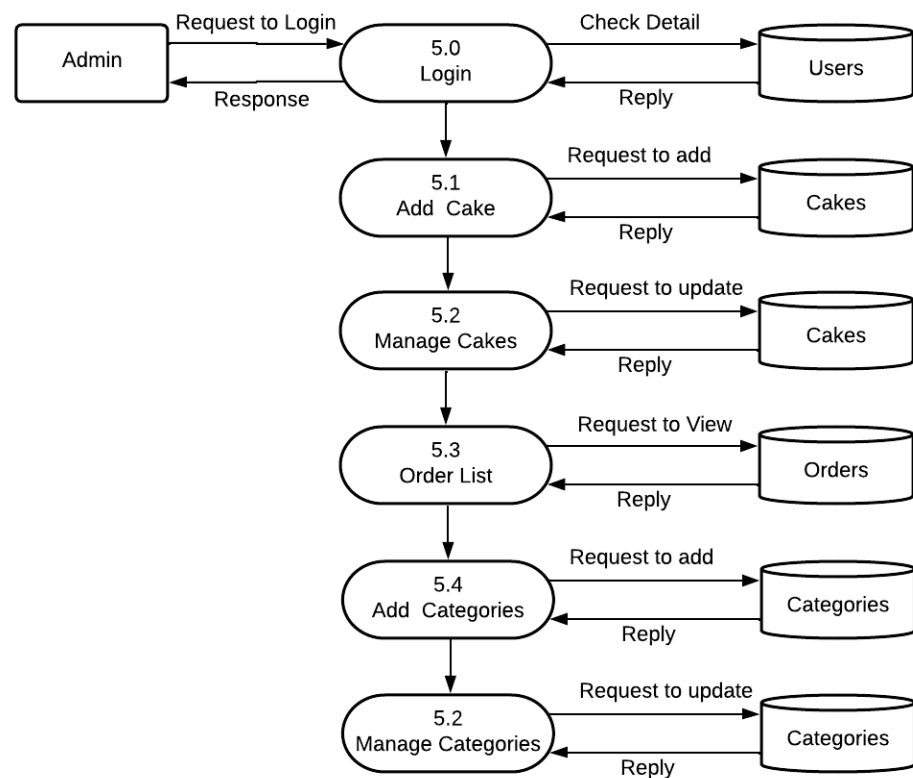 Request to Login
Check Detail
Admin
5.0
Login
Users
Response
Reply
Request to add
5.1
Add Cake
Cakes
Reply
Request to update
5.2
Manage Cakes
Cakes
Reply
Request to View
5.3
Order List
Orders
Reply
Request to add
5.4
Add Categories
Categories
Reply
Request to update
5.2
Manage Categories
Categories
Reply